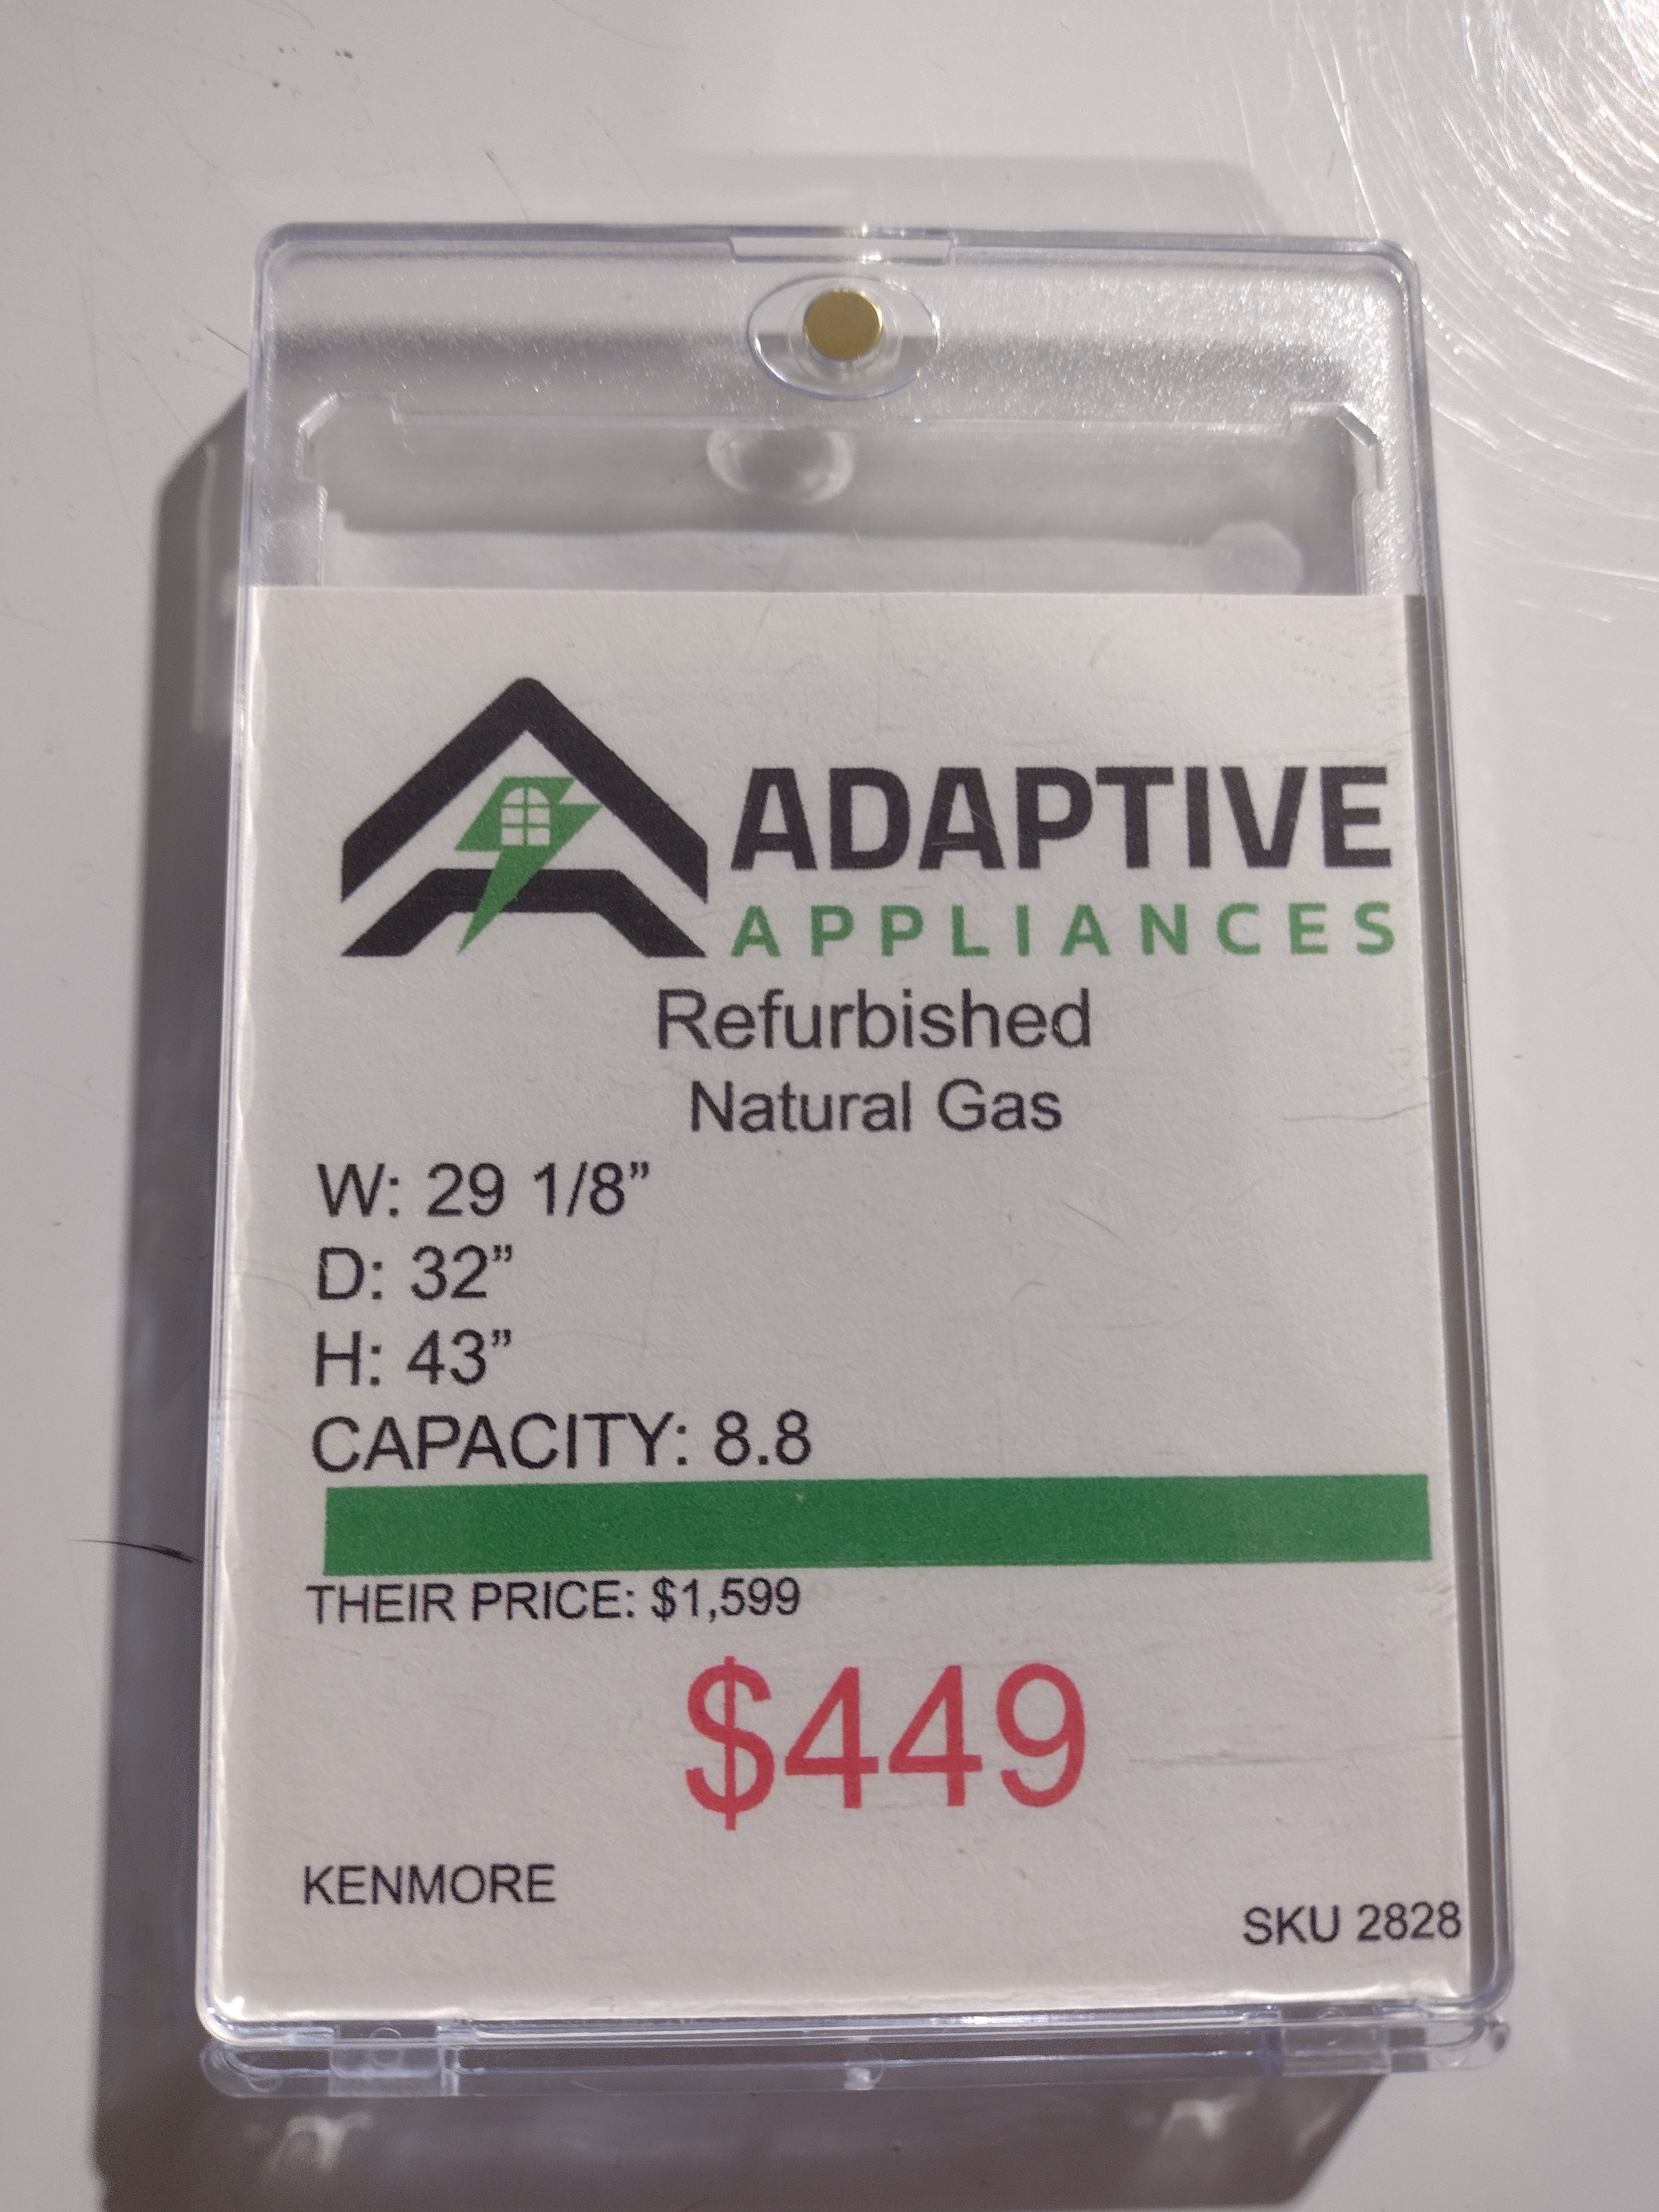 ADAPTIVE
APPLIANCES
Refurbished
Natural Gas
W: 29 1/8”
D: 32”
H: 43”
CAPACITY: 8.8
THEIR PRICE: $1,599
$449
KENMORE
SKU 2828